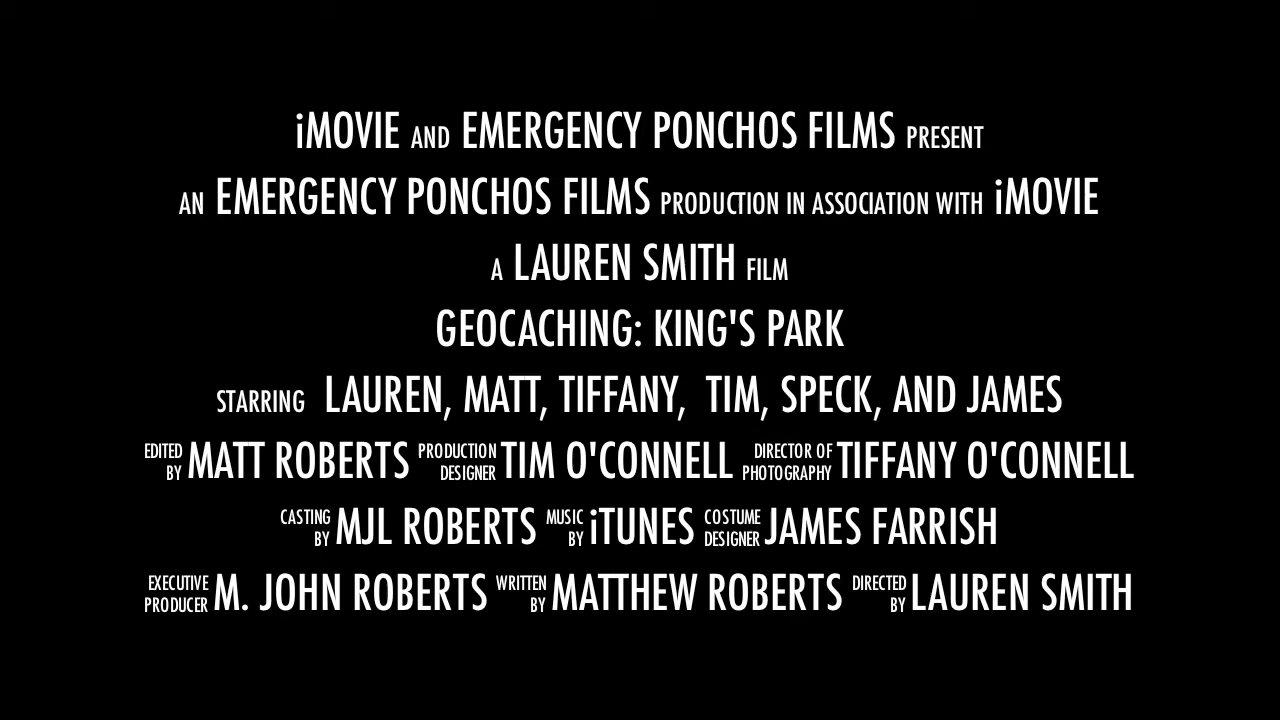 iMOVIE AND EMERGENCY PONCHOS FILMS PRESENT
AN EMERGENCY PONCHOS FILMS PRODUCTION IN ASSOCIATION WITH iMOVIE
A LAUREN SMITH FILM
GEOCACHING: KING'S PARK
STARRING LAUREN, MATT, TIFFANY, TIM, SPECK, AND JAMES
EDITED BY MATT ROBERTS PRODUCTION DESIGNER TIM O'CONNELL DIRECTOR OF PHOTOGRAPHY TIFFANY O'CONNELL
CASTING BY MJL ROBERTS MUSIC BY iTUNES COSTUME DESIGNER JAMES FARRISH
EXECUTIVE PRODUCER M. JOHN ROBERTS WRITTEN BY MATTHEW ROBERTS DIRECTED BY LAUREN SMITH